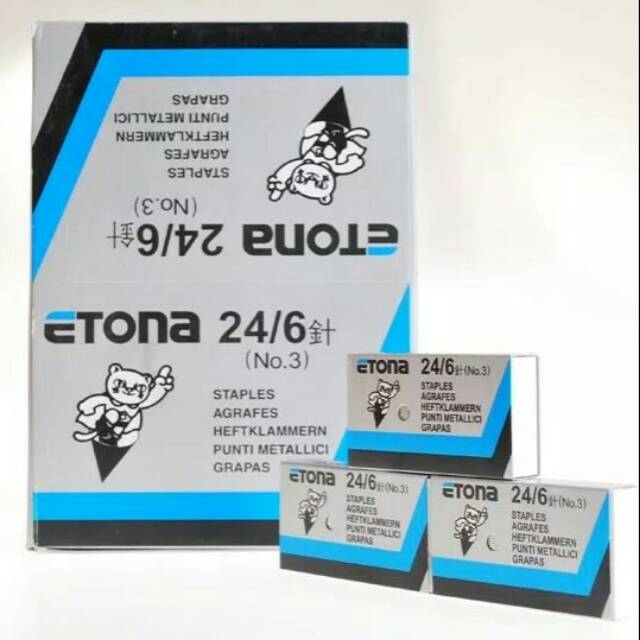 GRAPAS
PUNTI METALLICI
HEFTKLAMMERN
AGRAFES
STAPLES
(No.3)
ETONA 24/6針
ETONA 24/6針
(No.3)
STAPLES
AGRAFES
HEFTKLAMMERN
PUNTI METALLICI
GRAPAS
ETONA 24/6針(No.3)
STAPLES
AGRAFES
HEFTKLAMMERN
PUNTI METALLICI
GRAPAS
ETONA 24/6針(No.3)
STAPLES
AGRAFES
HEFTKLAMMERN
PUNTI METALLICI
GRAPAS
ETONA 24/6針(No.3)
STAPLES
AGRAFES
HEFTKLAMMERN
PUNTI METALLICI
GRAPAS